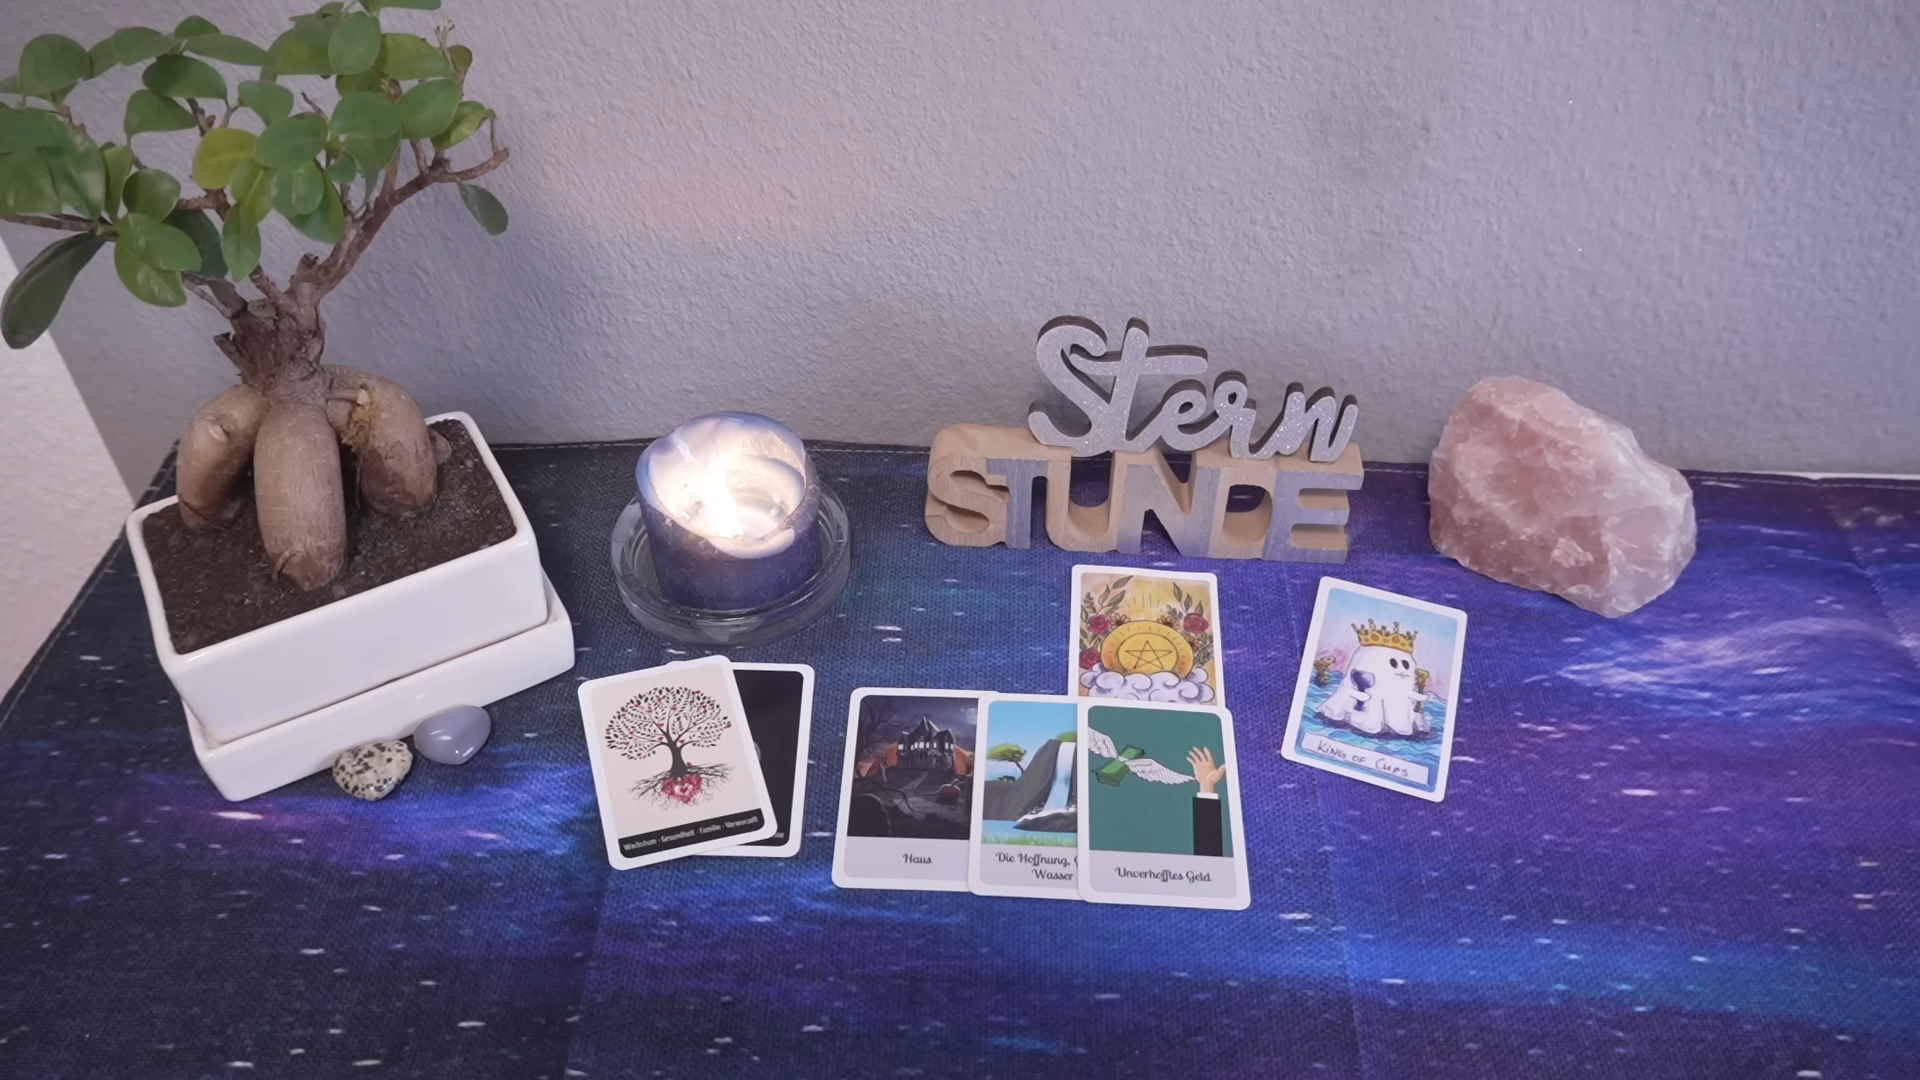 Stern
STUNDE
KING OF CUPS
Wachstum · Gesundheit · Familie · Verwurzelt
Haus
Die Hoffnung,
Wasser
Unverhofftes Geld